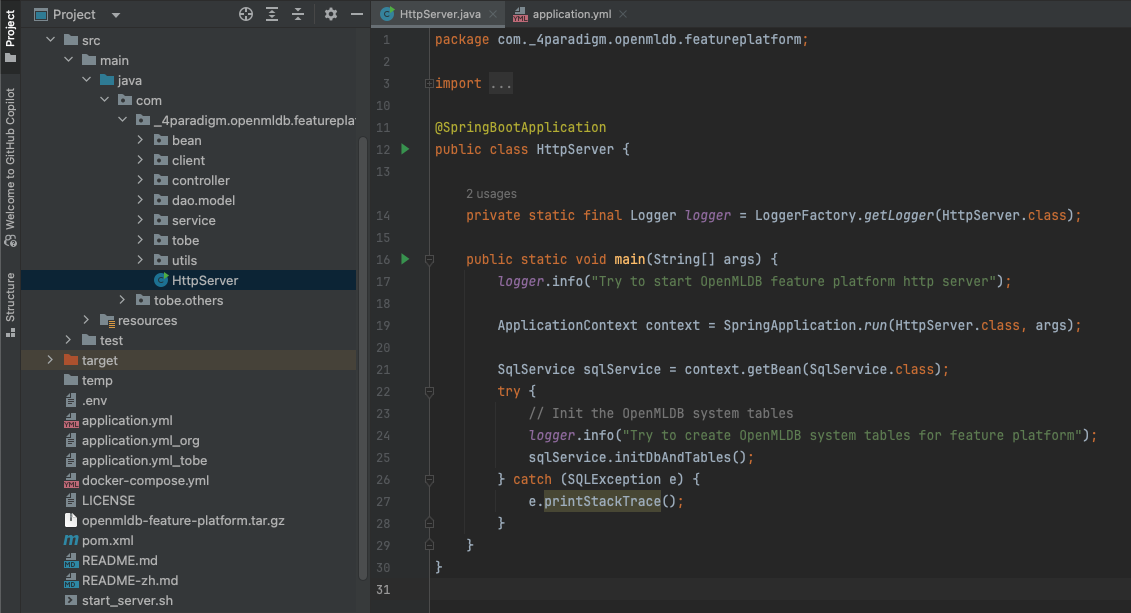 Project
Welcome to GitHub Copilot
Structure
Project
src
main
java
com
_4paradigm.openmldb.featurepla
bean
client
controller
dao.model
service
tobe
utils
HttpServer
tobe.others
resources
test
target
temp
.env
application.yml
application.yml_org
application.yml_tobe
docker-compose.yml
LICENSE
openmldb-feature-platform.tar.gz
pom.xml
README.md
README-zh.md
start_server.sh
HttpServer.java
application.yml
1 package com._4paradigm.openmldb.featureplatform;
2
3 import ...
10
11 @SpringBootApplication
12 public class HttpServer {
13
2 usages
14 private static final Logger logger = LoggerFactory.getLogger(HttpServer.class);
15
16 public static void main(String[] args) {
17 logger.info("Try to start OpenMLDB feature platform http server");
18
19 ApplicationContext context = SpringApplication.run(HttpServer.class, args);
20
21 SqlService sqlService = context.getBean(SqlService.class);
22 try {
23 // Init the OpenMLDB system tables
24 logger.info("Try to create OpenMLDB system tables for feature platform");
25 sqlService.initDbAndTables();
26 } catch (SQLException e) {
27 e.printStackTrace();
28 }
29 }
30 }
31